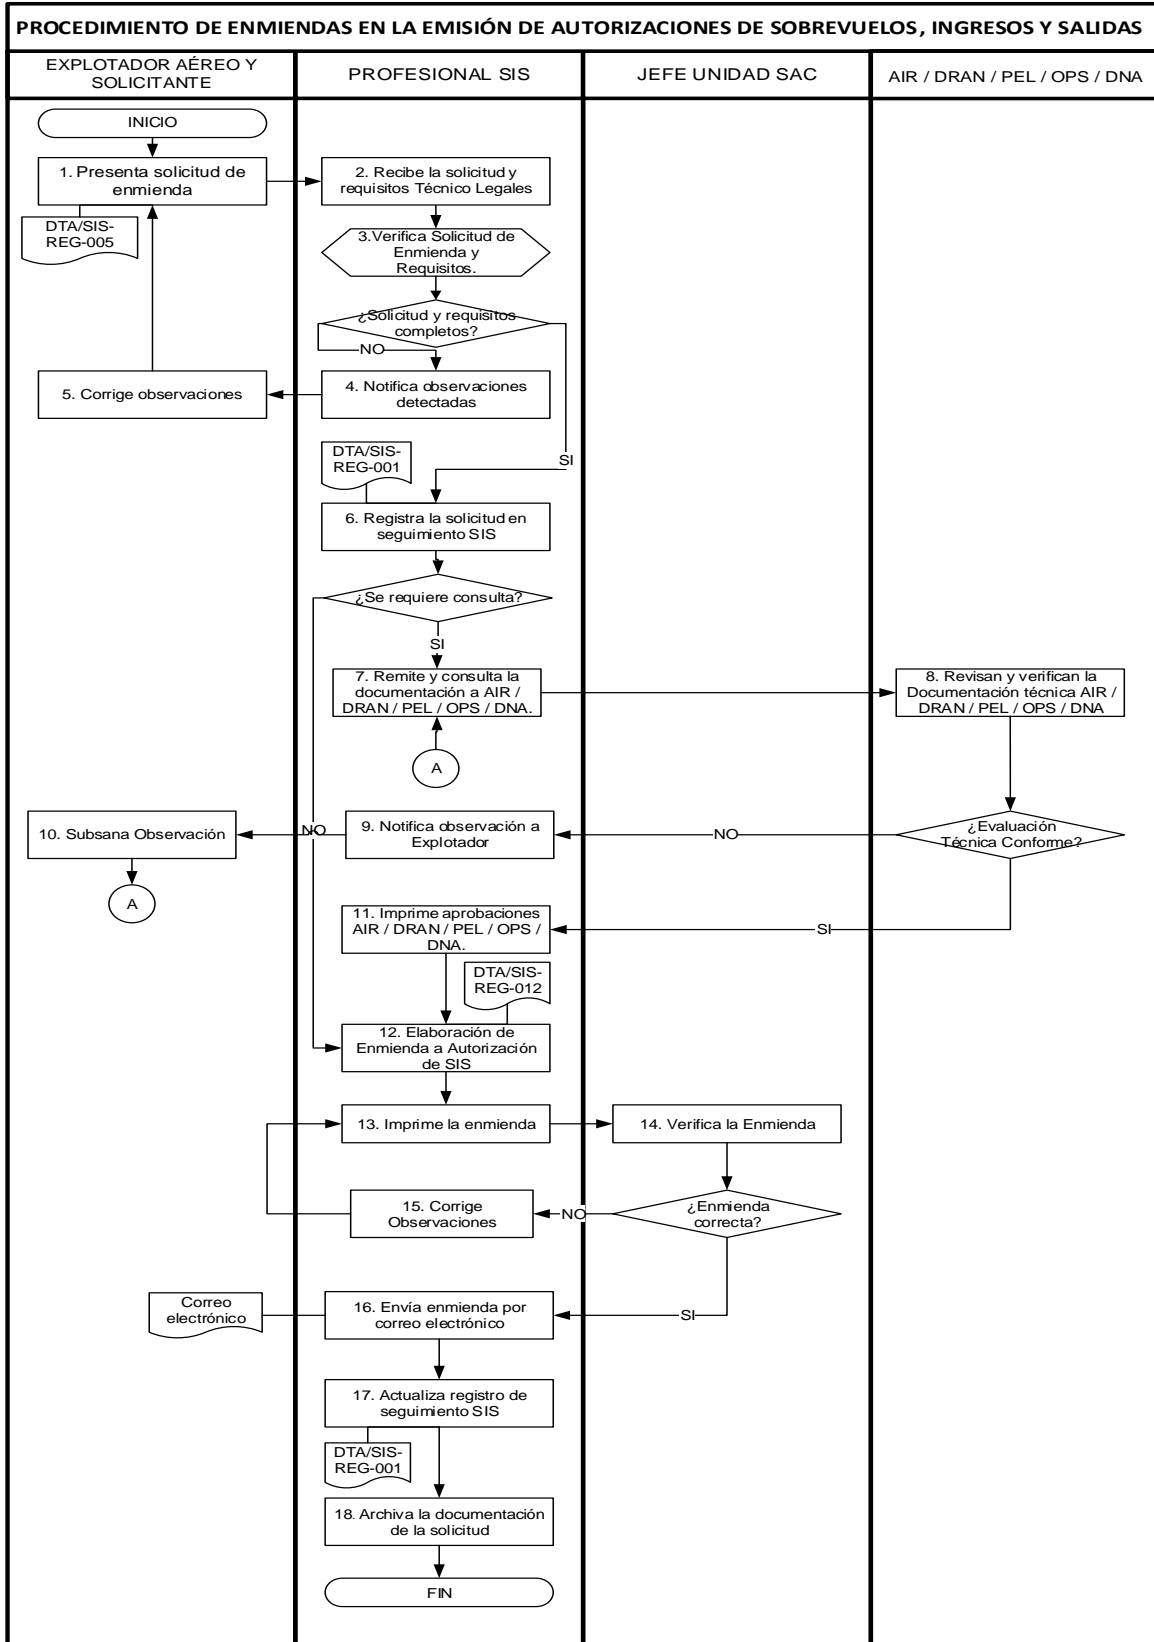 PROCEDIMIENTO DE ENMIENDAS EN LA EMISIÓN DE AUTORIZACIONES DE SOBREVUELOS, INGRESOS Y SALIDAS
EXPLOTADOR AÉREO Y
SOLICITANTE
PROFESIONAL SIS
JEFE UNIDAD SAC
AIR / DRAN / PEL / OPS / DNA
INICIO
1. Presenta solicitud de
enmienda
DTA/SIS-
REG-005
2. Recibe la solicitud y
requisitos Técnico Legales
3.Verifica Solicitud de
Enmienda y
Requisitos.
¿Solicitud y requisitos
completos?
NO
4. Notifica observaciones
detectadas
5. Corrige observaciones
SI
DTA/SIS-
REG-001
6. Registra la solicitud en
seguimiento SIS
¿Se requiere consulta?
SI
7. Remite y consulta la
documentación a AIR /
DRAN / PEL / OPS / DNA.
8. Revisan y verifican la
Documentación técnica AIR /
DRAN / PEL / OPS / DNA
A
¿Evaluación
Técnica Conforme?
NO
9. Notifica observación a
Explotador
NO
10. Subsana Observación
A
SI
11. Imprime aprobaciones
AIR / DRAN / PEL / OPS /
DNA.
DTA/SIS-
REG-012
12. Elaboración de
Enmienda a Autorización
de SIS
13. Imprime la enmienda
14. Verifica la Enmienda
¿Enmienda
correcta?
NO
15. Corrige
Observaciones
SI
16. Envía enmienda por
correo electrónico
Correo
electrónico
17. Actualiza registro de
seguimiento SIS
DTA/SIS-
REG-001
18. Archiva la documentación
de la solicitud
FIN